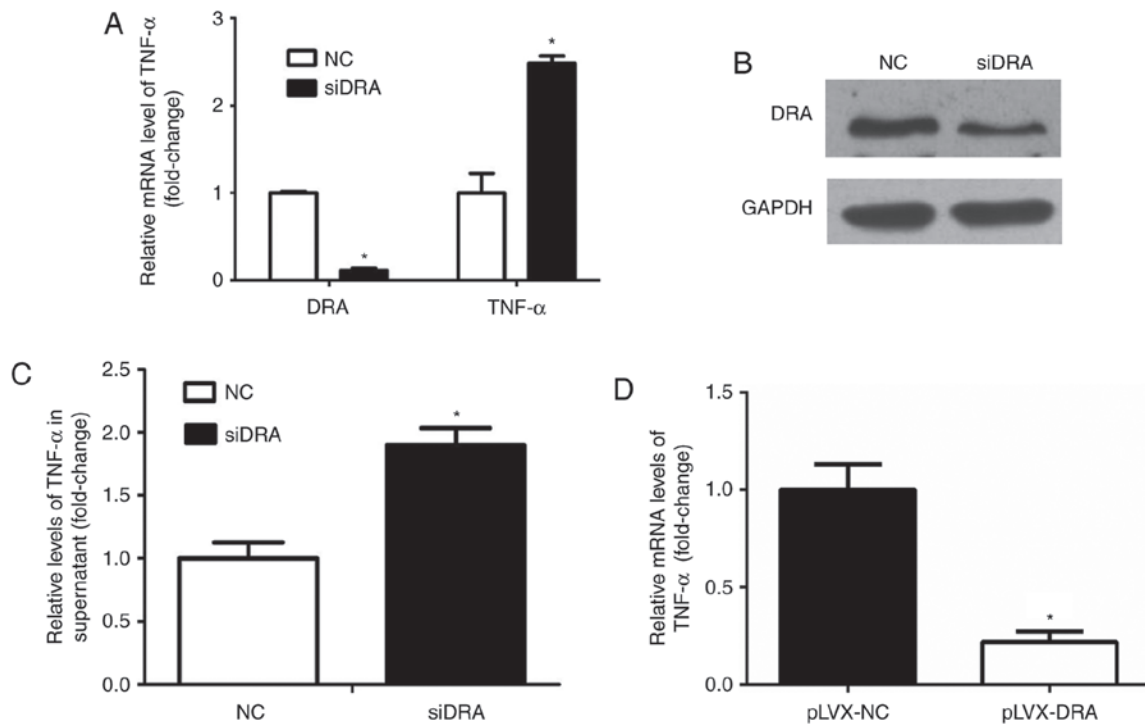 A
Relative mRNA level of TNF-α
(fold-change)
3
2
1
0
NC
siDRA
*
*
DRA
TNF-α
B
NC
siDRA
DRA
GAPDH
C
Relative levels of TNF-α in
supernatant (fold-change)
2.5
2.0
1.5
1.0
0.5
0.0
NC
siDRA
*
NC
siDRA
D
Relative mRNA levels of
TNF-α (fold-change)
1.5
1.0
0.5
0.0
*
pLVX-NC
pLVX-DRA